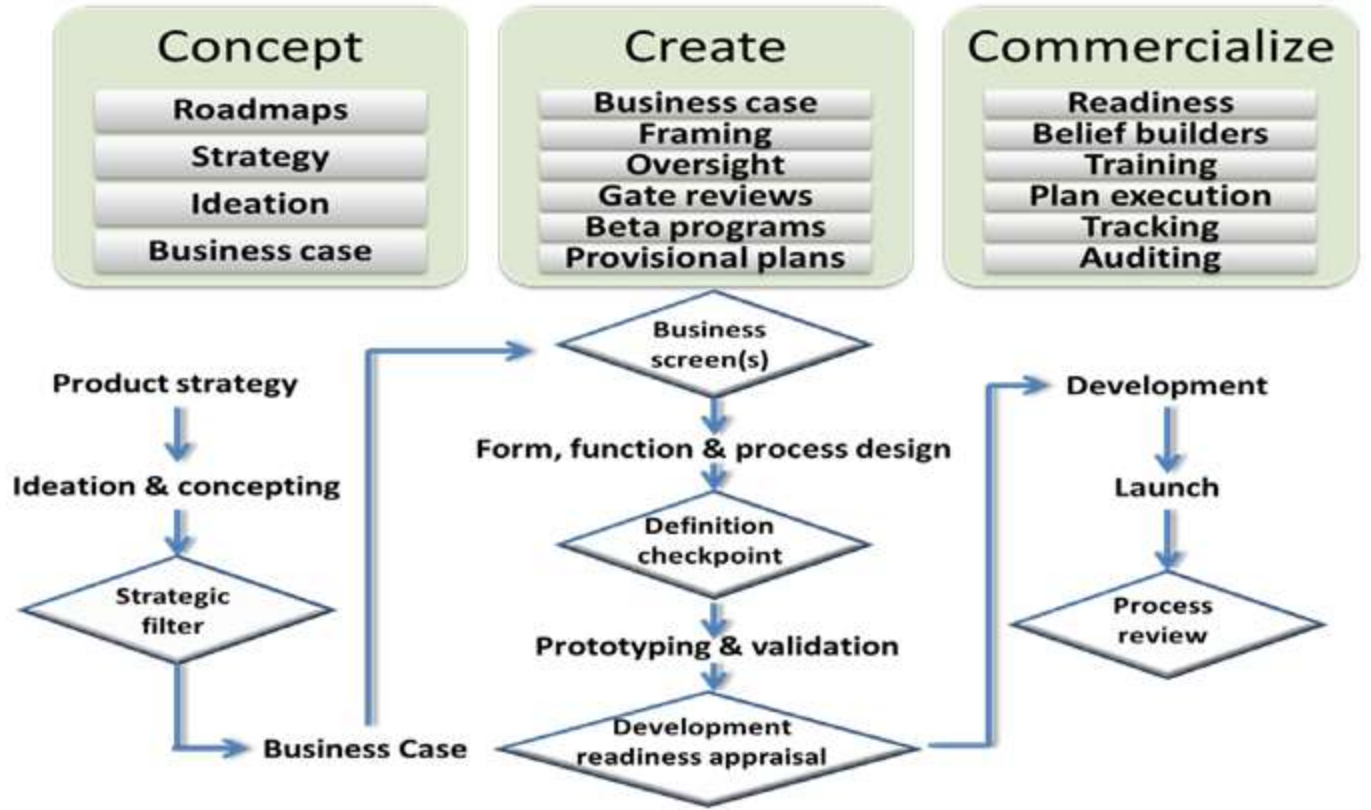 Concept
Roadmaps
Strategy
Ideation
Business case
Create
Business case
Framing
Oversight
Gate reviews
Beta programs
Provisional plans
Commercialize
Readiness
Belief builders
Training
Plan execution
Tracking
Auditing
Product strategy
Ideation & concepting
Strategic
filter
Business Case
Business
screen(s)
Form, function & process design
Definition
checkpoint
Prototyping & validation
Development
readiness appraisal
Development
Launch
Process
review